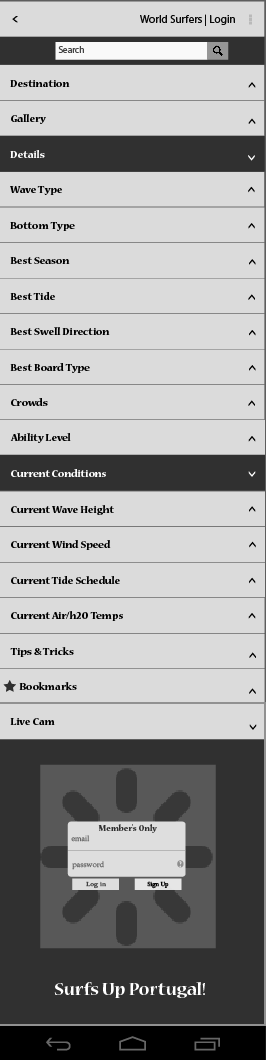 World Surfers | Login
Search
Destination
Gallery
Details
Wave Type
Bottom Type
Best Season
Best Tide
Best Swell Direction
Best Board Type
Crowds
Ability Level
Current Conditions
Current Wave Height
Current Wind Speed
Current Tide Schedule
Current Air/h20 Temps
Tips & Tricks
Bookmarks
Live Cam
Member's Only
email
password
Log in Sign Up
Surfs Up Portugal!